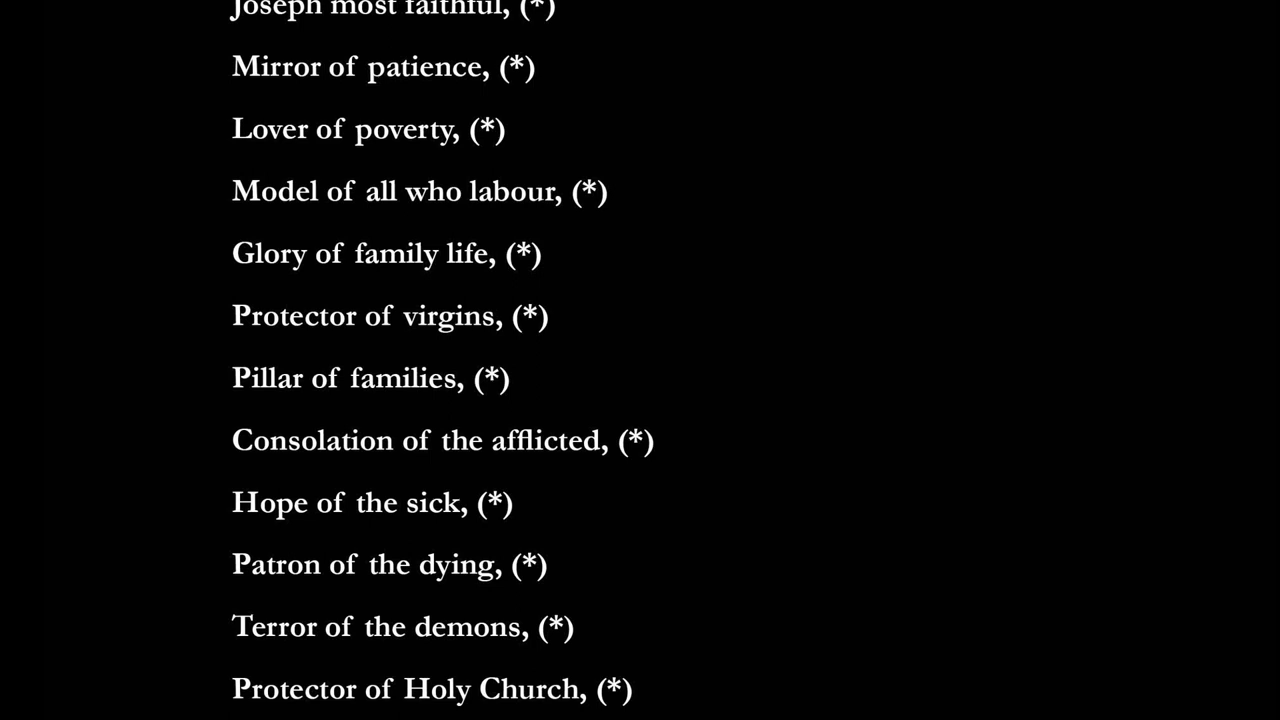 Joseph most faithful, (*)
Mirror of patience, (*)
Lover of poverty, (*)
Model of all who labour, (*)
Glory of family life, (*)
Protector of virgins, (*)
Pillar of families, (*)
Consolation of the afflicted, (*)
Hope of the sick, (*)
Patron of the dying, (*)
Terror of the demons, (*)
Protector of Holy Church, (*)